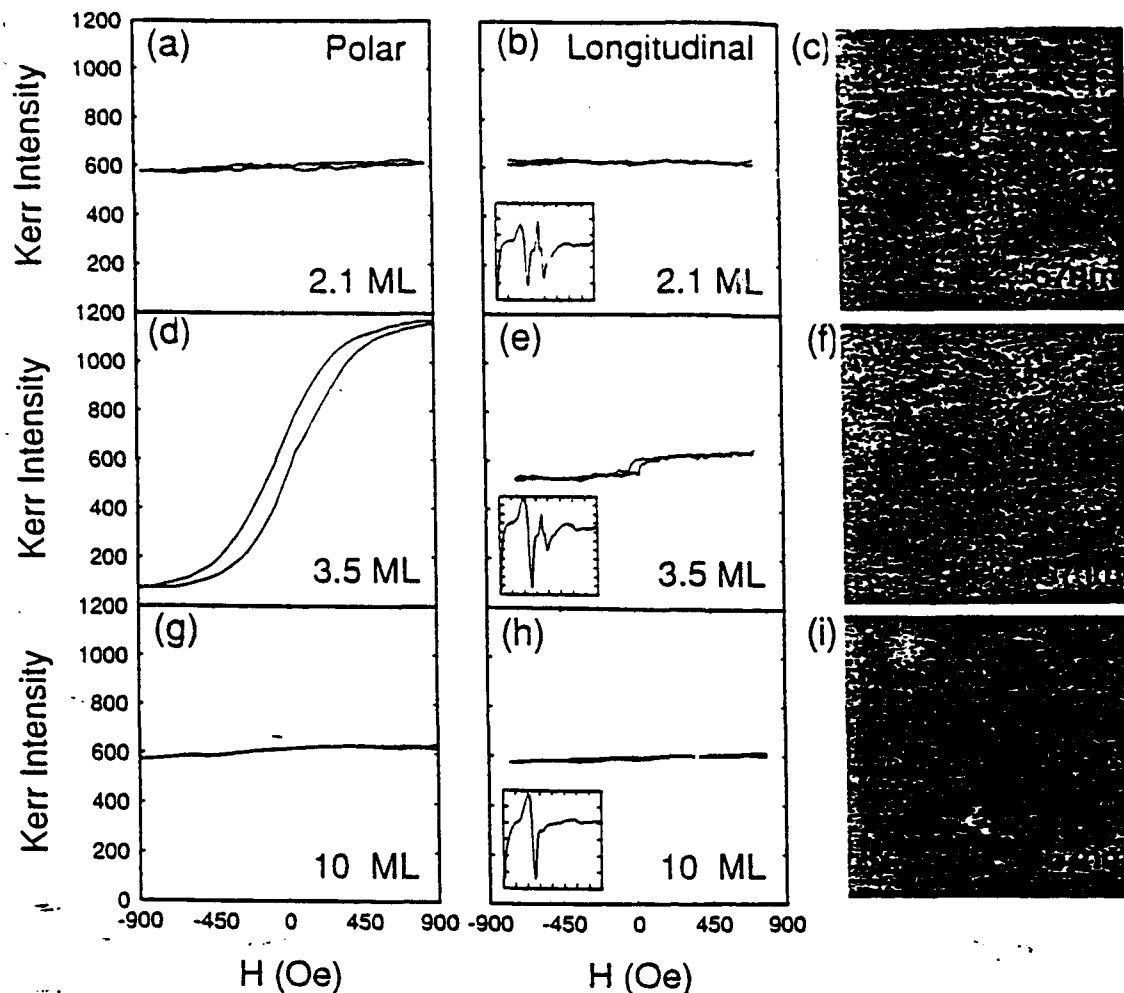 (a) Polar
(b) Longitudinal
(c)
Kerr Intensity
1200
1000
800
600
400
200
2.1 ML
2.1 ML
(d)
(e)
(f)
Kerr Intensity
1200
1000
800
600
400
200
3.5 ML
3.5 ML
(g)
(h)
(i)
Kerr Intensity
1200
1000
800
600
400
200
0
10 ML
10 ML
-900 -450 0 450 900
-900 -450 0 450 900
H (Oe)
H (Oe)